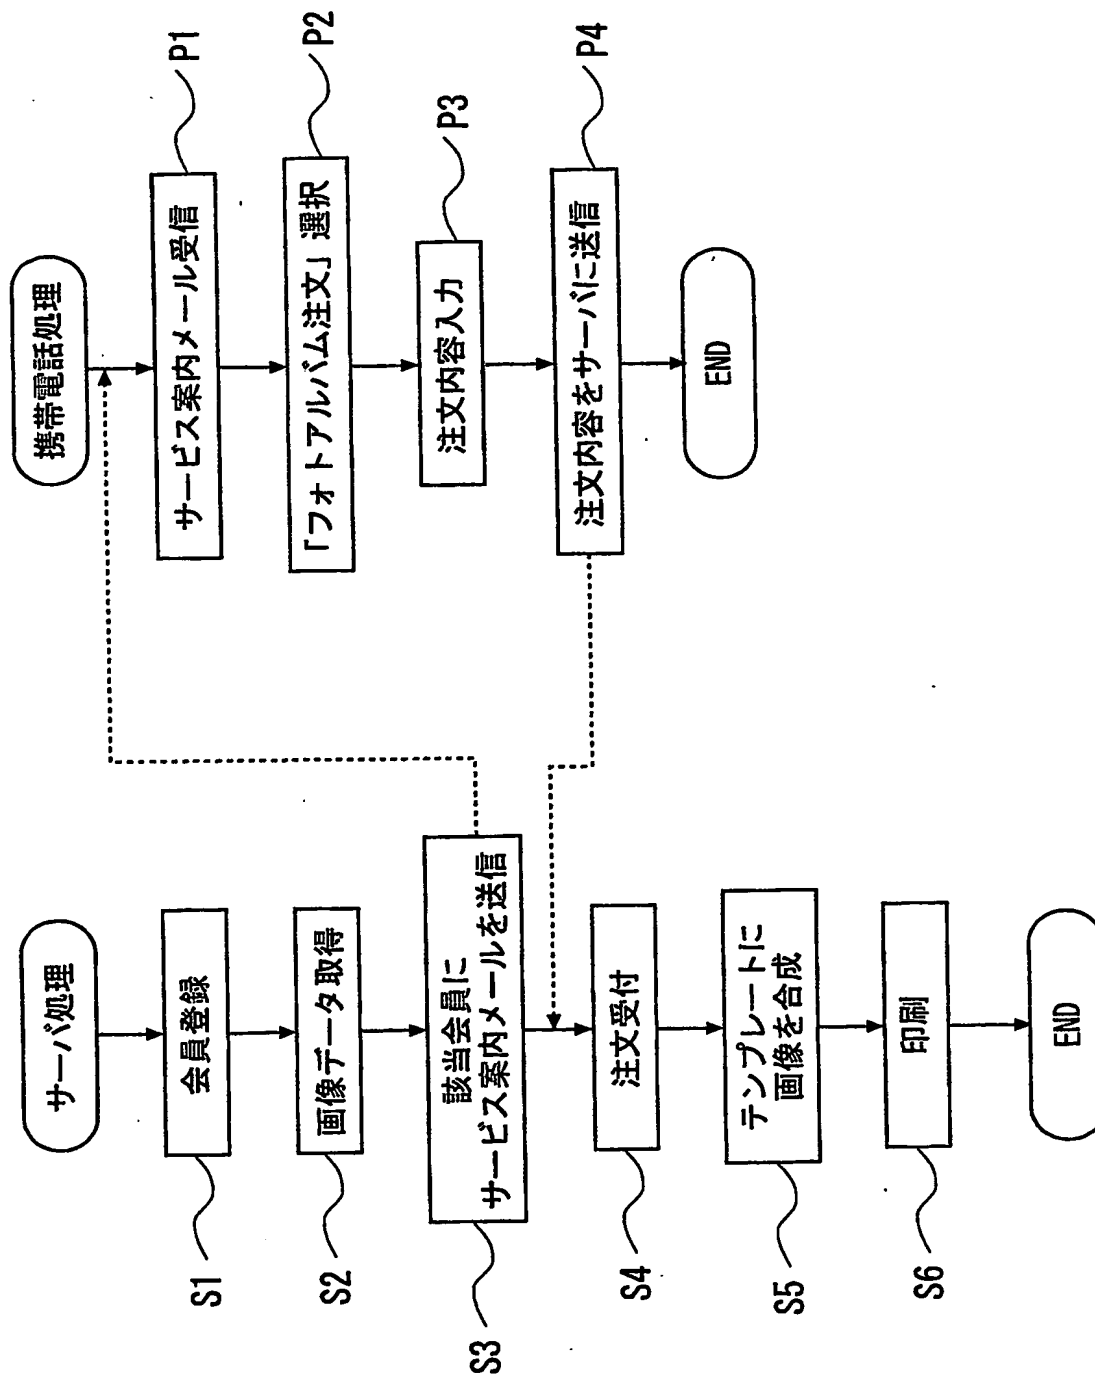 サーバ処理
会員登録
S1
画像データ取得
S2
該当会員に
サービス案内メールを送信
S3
注文受付
S4
テンプレートに
画像を合成
S5
印刷
S6
END
携帯電話処理
サービス案内メール受信
P1
「フォトアルバム注文」選択
P2
注文内容入力
P3
注文内容をサーバに送信
P4
END